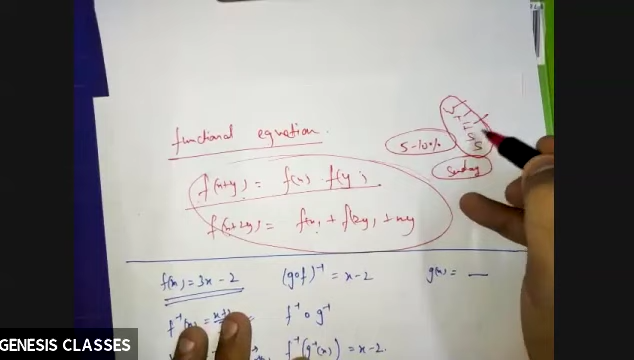 functional equation.
5-10%
Sunday
f(x+y) = f(x) · f(y),
f(x+2y) = f(x) + f(2y) + xy
f(x) = 3x - 2
(gof)⁻¹ = x-2
g(x) = __
f⁻¹ o g⁻¹
f⁻¹(g⁻¹(x)) = x-2.
GENESIS CLASSES